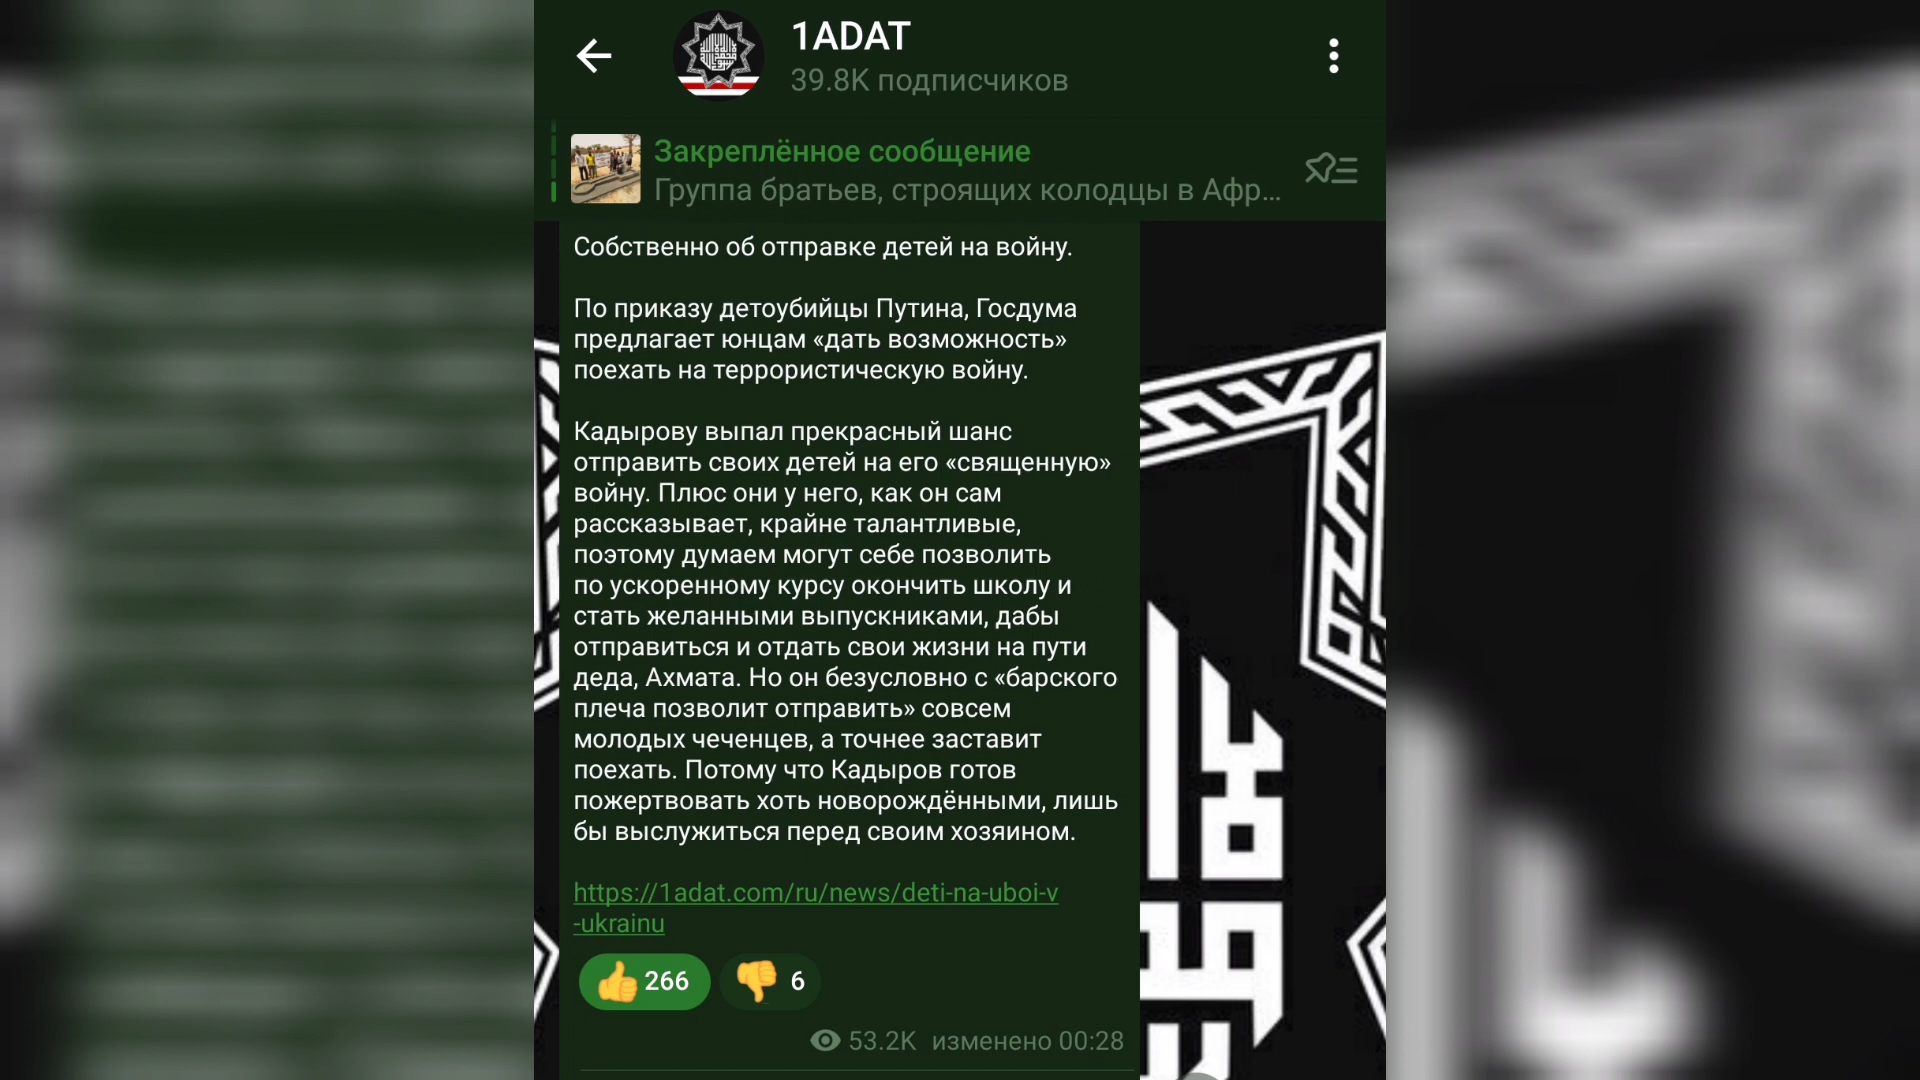 1ADAT
39.8K подписчиков
Закреплённое сообщение
Группа братьев, строящих колодцы в Афр...
Собственно об отправке детей на войну.
По приказу детоубийцы Путина, Госдума
предлагает юнцам «дать возможность»
поехать на террористическую войну.
Кадырову выпал прекрасный шанс
отправить своих детей на его «священную»
войну. Плюс они у него, как он сам
рассказывает, крайне талантливые,
поэтому думаем могут себе позволить
по ускоренному курсу окончить школу и
стать желанными выпускниками, дабы
отправиться и отдать свои жизни на пути
деда, Ахмата. Но он безусловно с «барского
плеча позволит отправить» совсем
молодых чеченцев, а точнее заставит
поехать. Потому что Кадыров готов
пожертвовать хоть новорождёнными, лишь
бы выслужиться перед своим хозяином.
https://1adat.com/ru/news/deti-na-uboi-v
-ukrainu
266 6
53.2K изменено 00:28